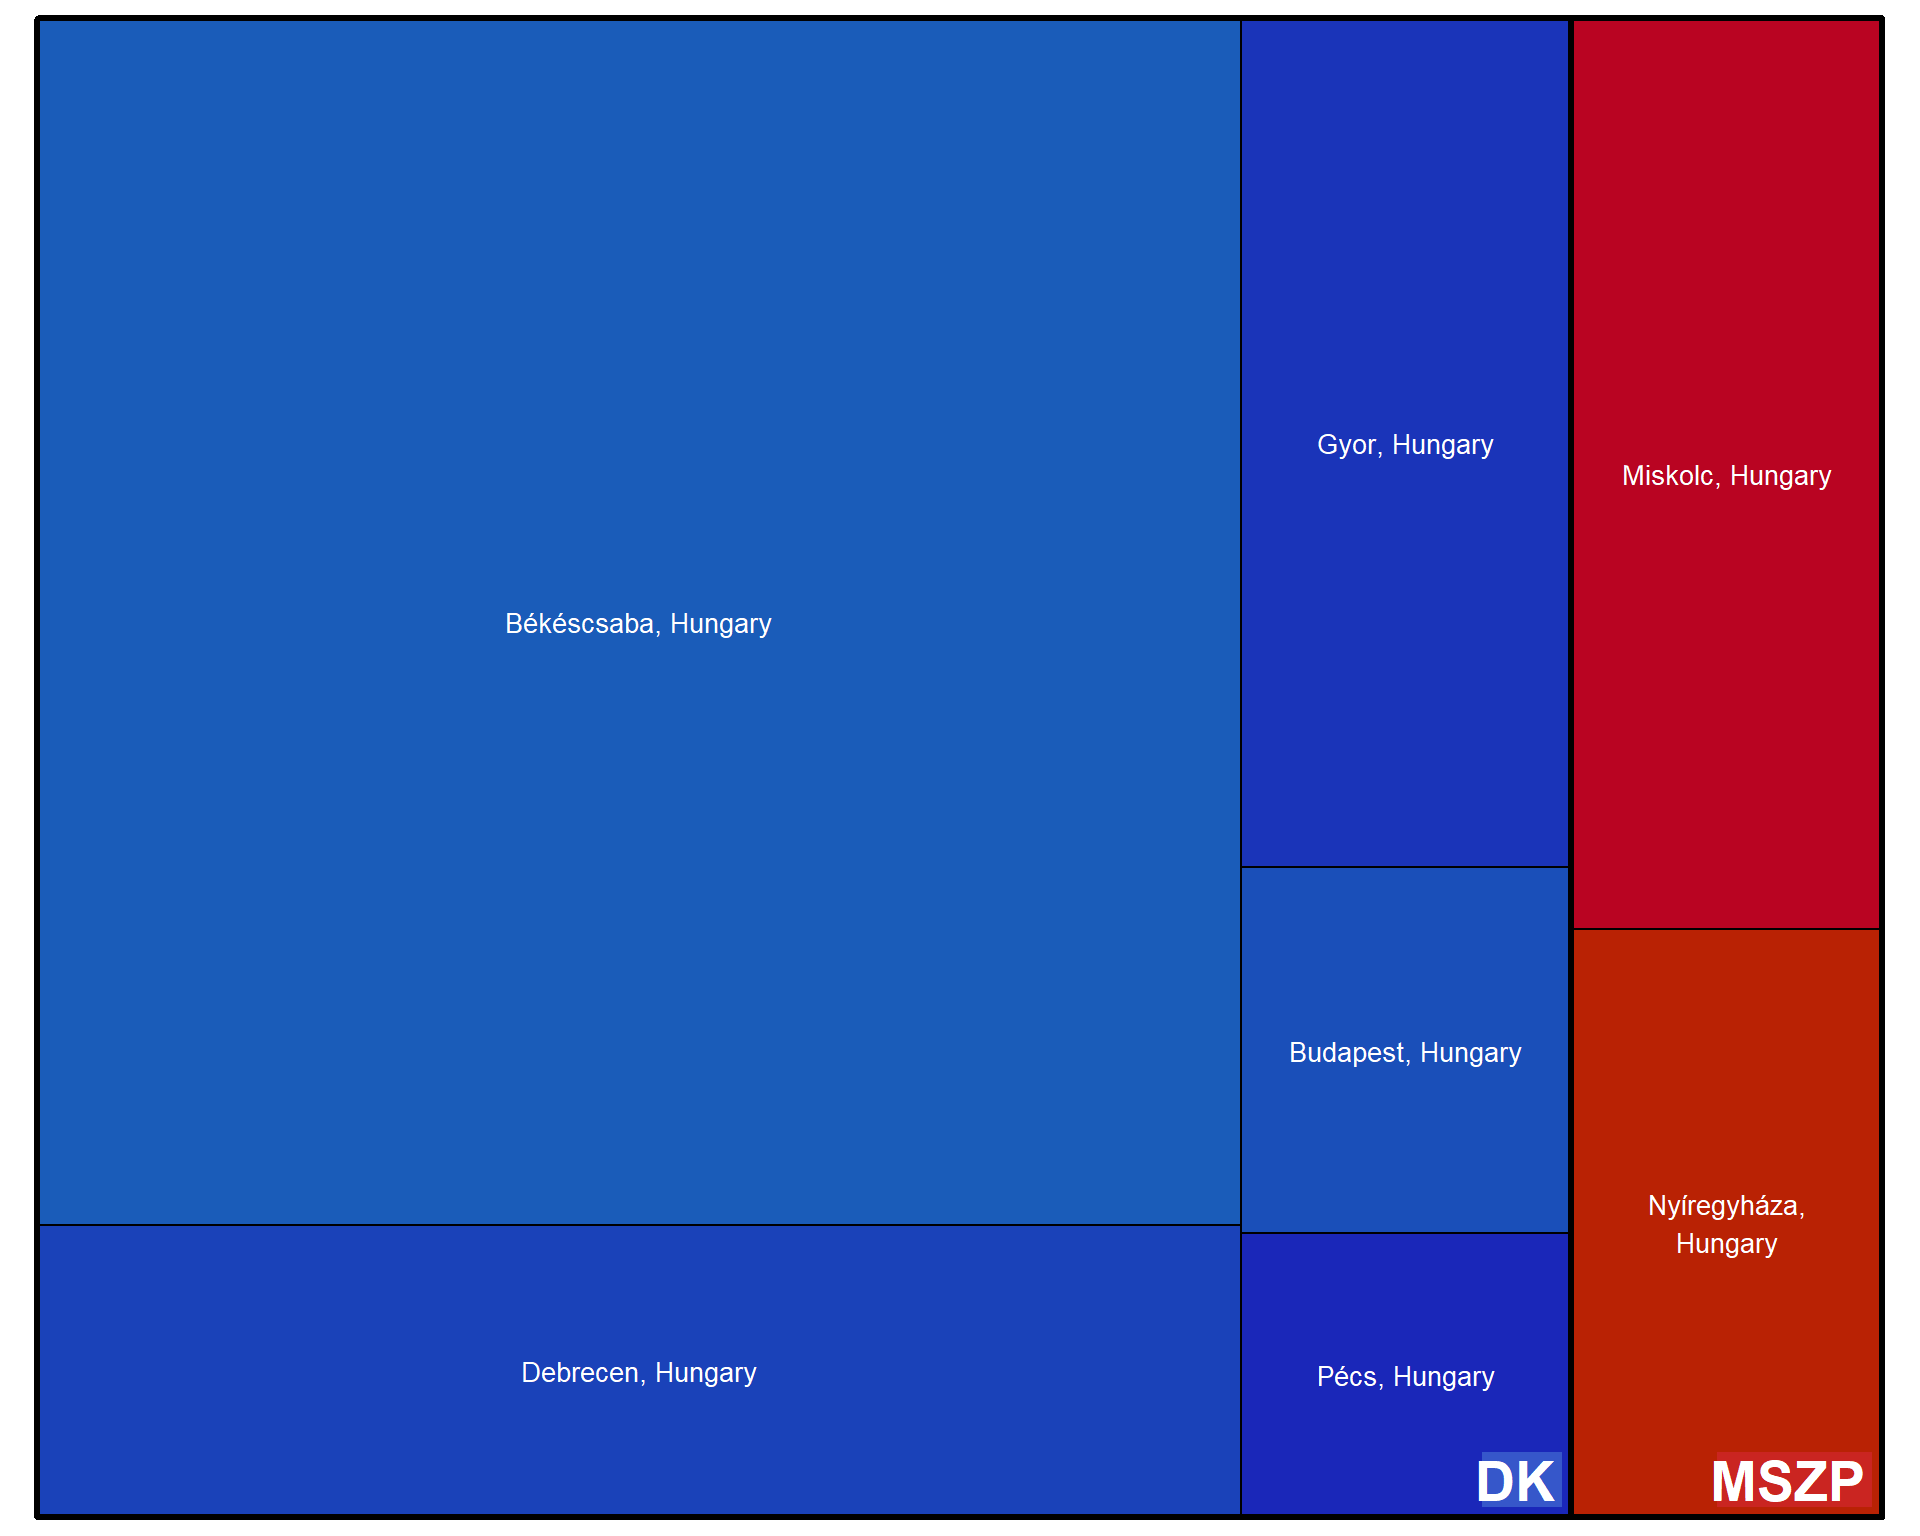 Békéscsaba, Hungary
Debrecen, Hungary
Gyor, Hungary
Budapest, Hungary
Pécs, Hungary
DK
Miskolc, Hungary
Nyíregyháza,
Hungary
MSZP